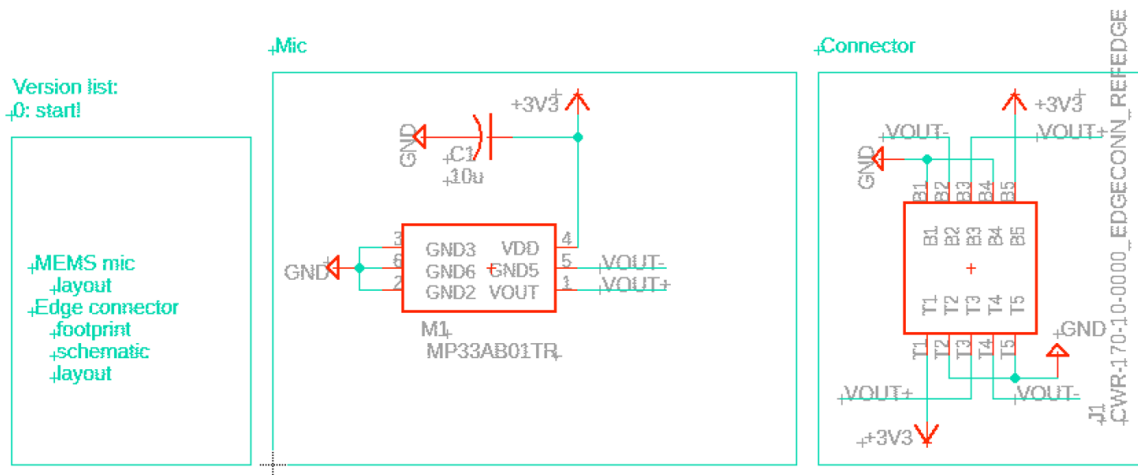 Version list:
0: start!
MEMS mic
layout
Edge connector
footprint
schematic
layout
Mic
+3V3
GND
C1
10u
3
GND3
VDD
4
GND
6
GND6
GND5
5
VOUT-
2
GND2
VOUT
1
VOUT+
M1
MP33AB01TR
Connector
+3V3
VOUT-
VOUT+
GND
B1
B2
B3
B4
B5
B1
B2
B3
B4
B5
T1
T2
T3
T4
T5
T1
T2
T3
T4
T5
GND
VOUT+
VOUT-
+3V3
J1
CWR-170-10-0000_EDGECONN_REFEDGE